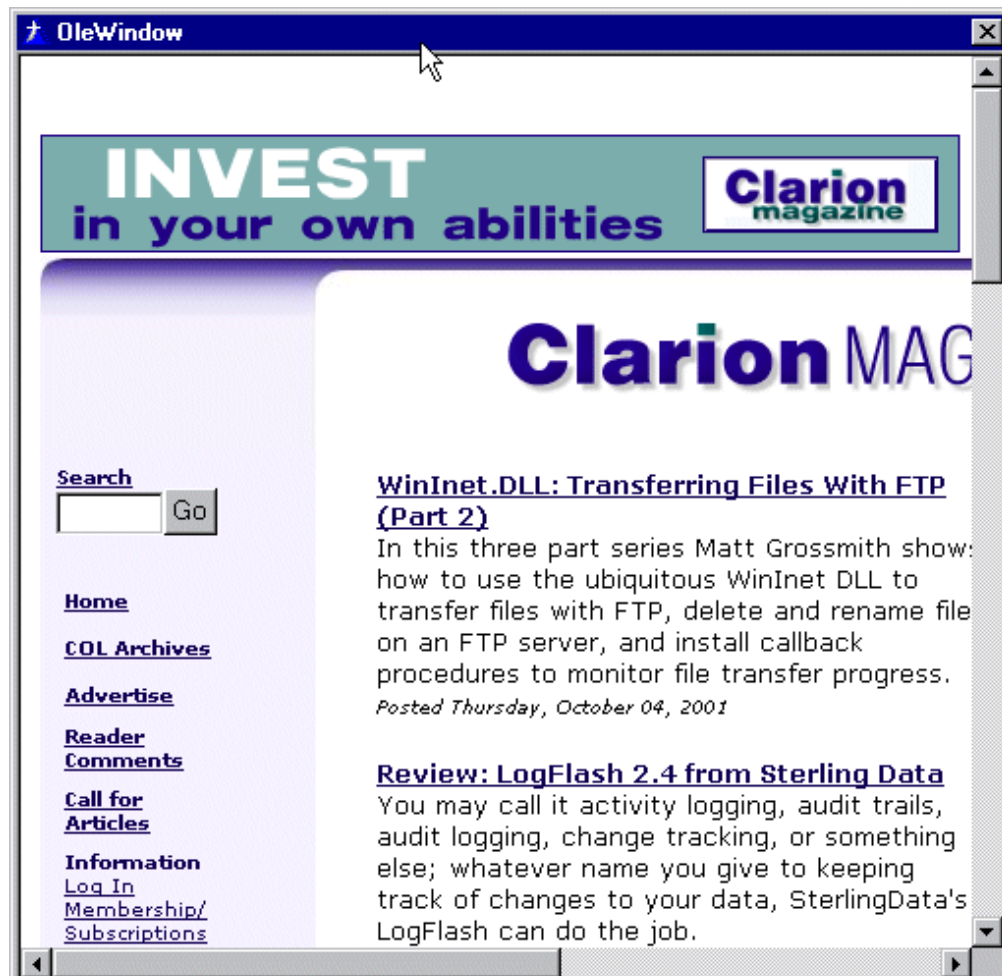 OleWindow
INVEST
in your own abilities
Clarion
magazine
Clarion MAG
Search
Go
Home
COL Archives
Advertise
Reader
Comments
Call for
Articles
Information
Log In
Membership/
Subscriptions
WinInet.DLL: Transferring Files With FTP
(Part 2)
In this three part series Matt Grossmith show
how to use the ubiquitous WinInet DLL to
transfer files with FTP, delete and rename file
on an FTP server, and install callback
procedures to monitor file transfer progress.
Posted Thursday, October 04, 2001
Review: LogFlash 2.4 from Sterling Data
You may call it activity logging, audit trails,
audit logging, change tracking, or something
else; whatever name you give to keeping
track of changes to your data, SterlingData's
LogFlash can do the job.